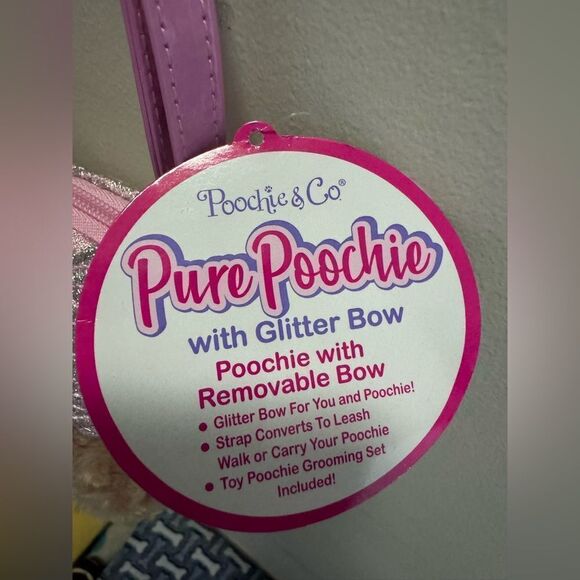 Poochie & Co®
Pure Poochie
with Glitter Bow
Poochie with
Removable Bow
• Glitter Bow For You and Poochie!
• Strap Converts To Leash
Walk or Carry Your Poochie
• Toy Poochie Grooming Set
Included!